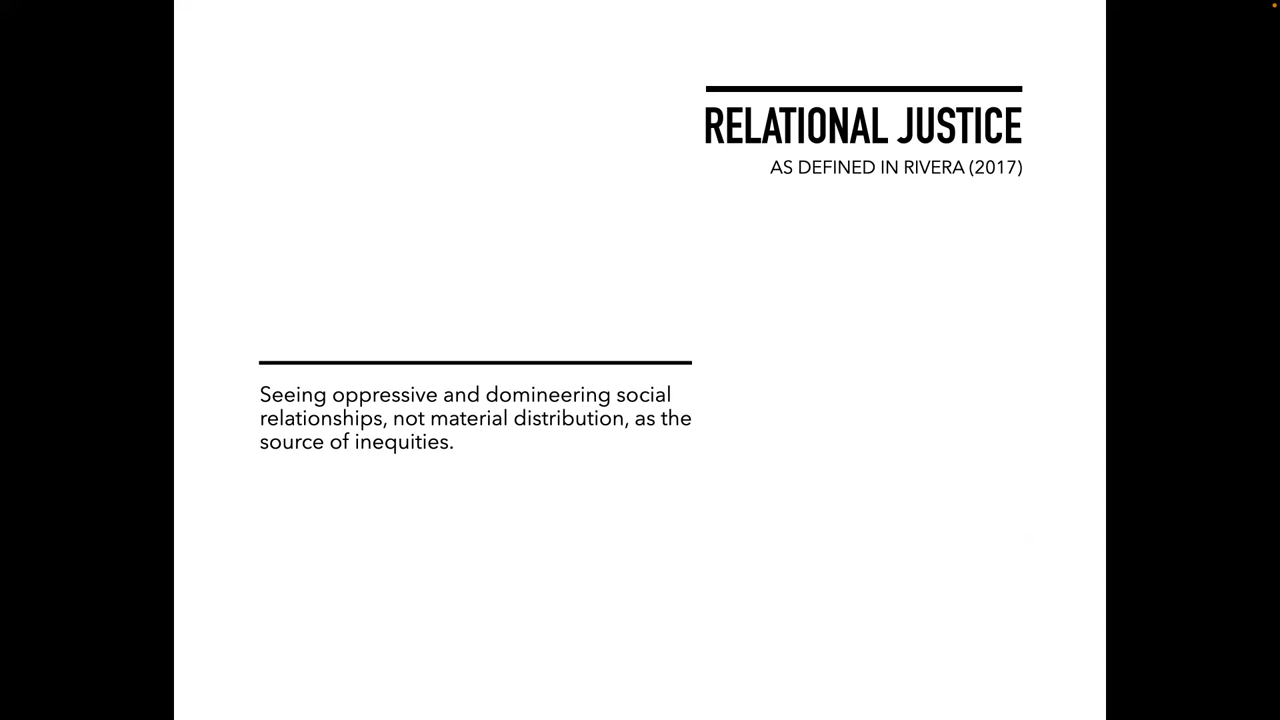 RELATIONAL JUSTICE
AS DEFINED IN RIVERA (2017)
Seeing oppressive and domineering social
relationships, not material distribution, as the
source of inequities.